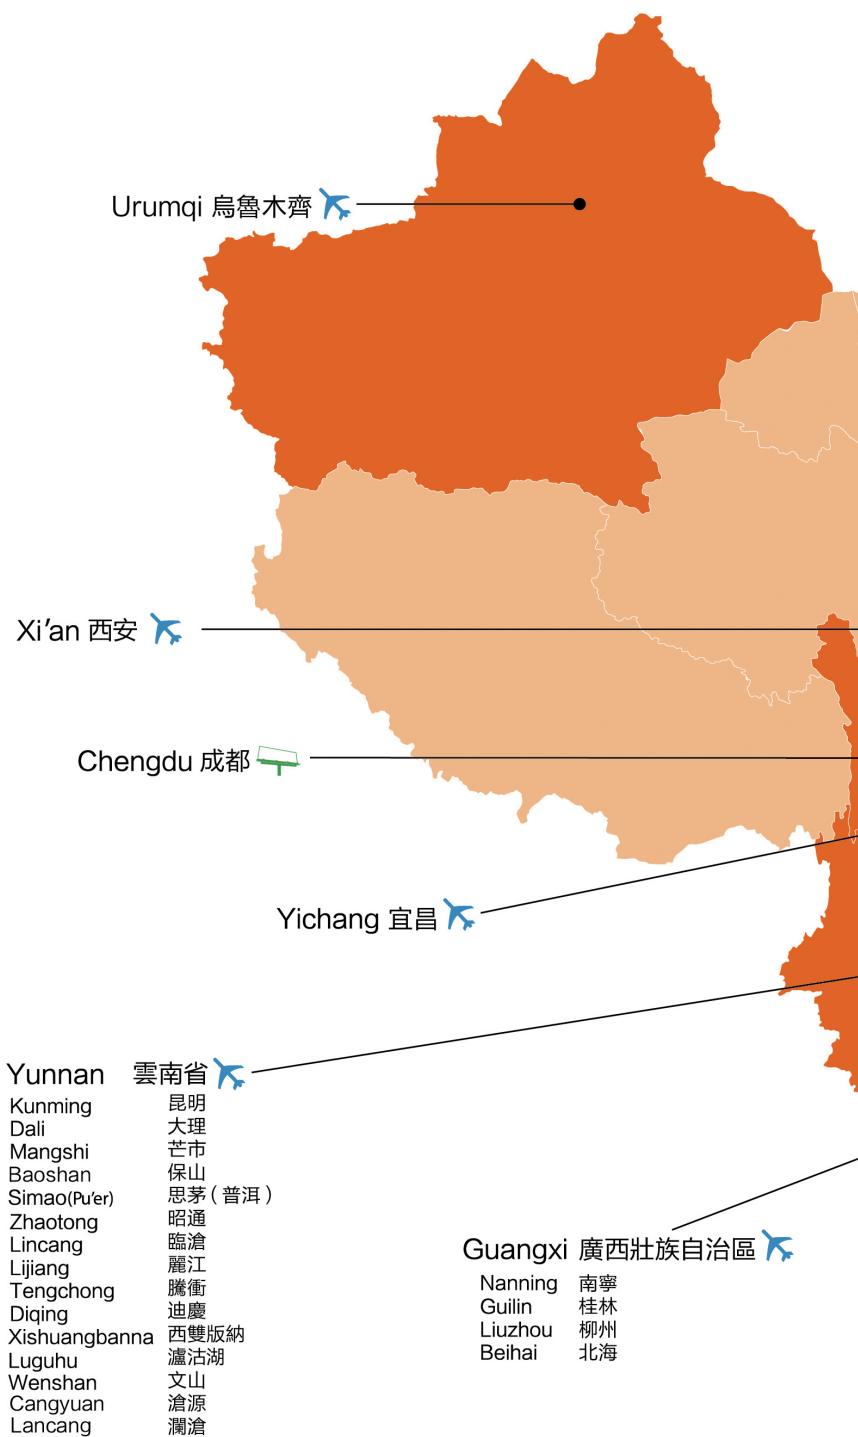 Urumqi 烏魯木齊
Xi’an 西安
Chengdu 成都
Yichang 宜昌
Yunnan 雲南省
Kunming 昆明
Dali 大理
Mangshi 芒市
Baoshan 保山
Simao(Pu’er) 思茅(普洱)
Zhaotong 昭通
Lincang 臨滄
Lijiang 麗江
Tengchong 騰衝
Diqing 迪慶
Xishuangbanna 西雙版納
Luguhu 瀘沽湖
Wenshan 文山
Cangyuan 滄源
Lancang 瀾滄
Guangxi 廣西壯族自治區
Nanning 南寧
Guilin 桂林
Liuzhou 柳州
Beihai 北海